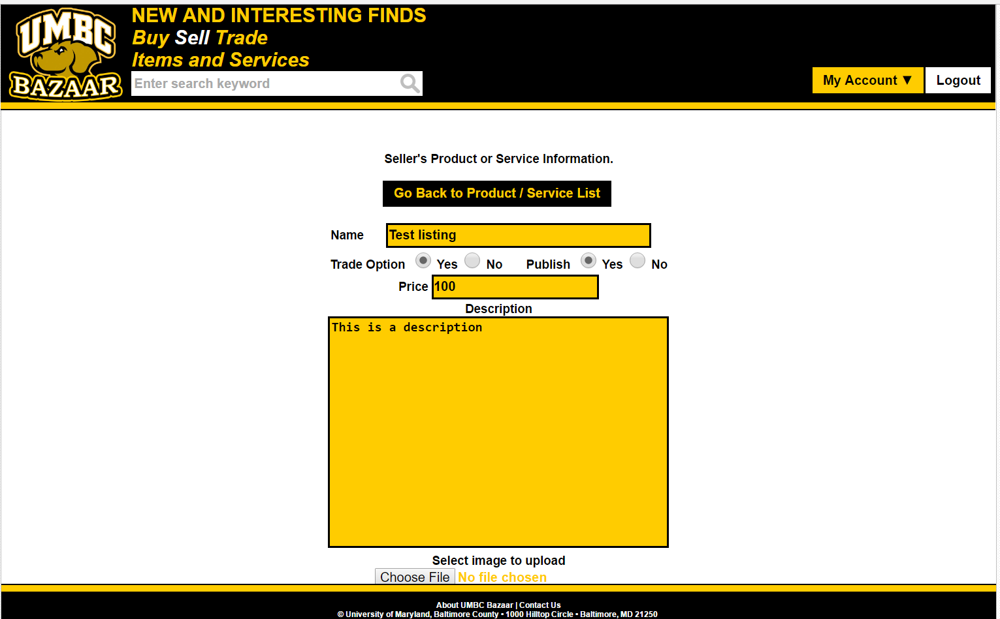 UMBC
BAZAAR
NEW AND INTERESTING FINDS
Buy Sell Trade
Items and Services
Enter search keyword
My Account ▼ Logout
Seller's Product or Service Information.
Go Back to Product / Service List
Name Test listing
Trade Option Yes No Publish Yes No
Price 100
Description
This is a description
Select image to upload
Choose File No file chosen
About UMBC Bazaar | Contact Us
© University of Maryland, Baltimore County • 1000 Hilltop Circle • Baltimore, MD 21250